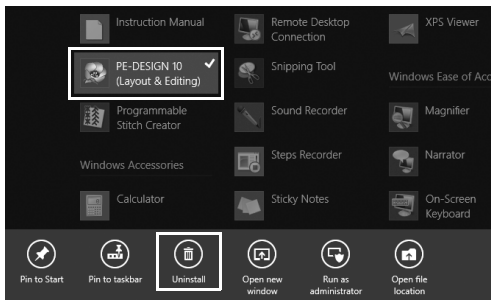 Instruction Manual
PE-DESIGN 10
(Layout & Editing)
Programmable
Stitch Creator
Windows Accessories
Calculator
Remote Desktop
Connection
Snipping Tool
Sound Recorder
Steps Recorder
Sticky Notes
XPS Viewer
Windows Ease of Acc
Magnifier
Narrator
On-Screen
Keyboard
Pin to Start
Pin to taskbar
Uninstall
Open new
window
Run as
administrator
Open file
location